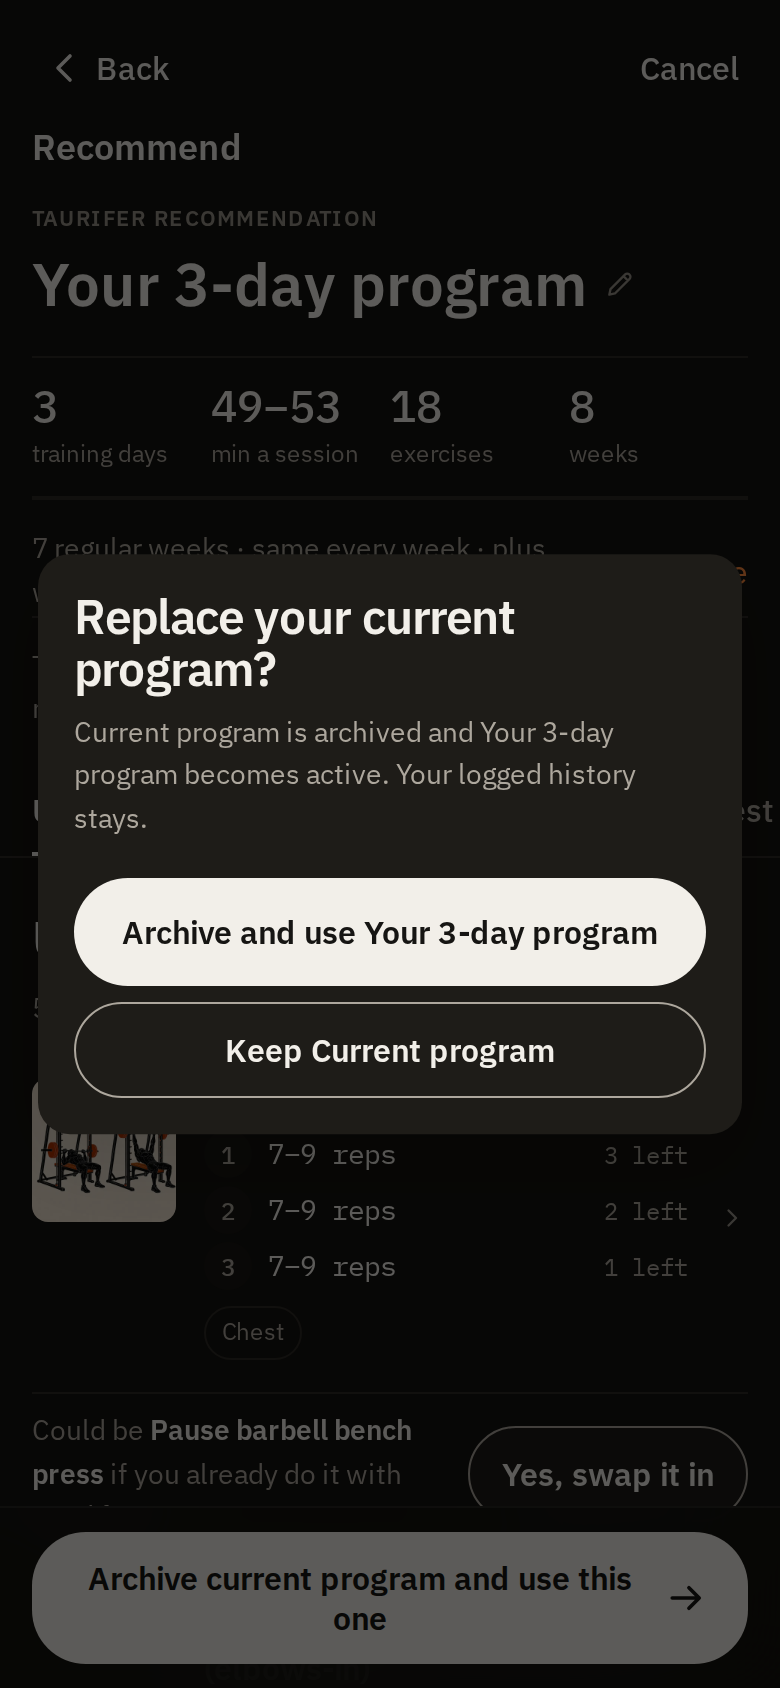 Back
Cancel
Recommend
TAURIFER RECOMMENDATION
Your 3-day program
3
49–53
18
8
training days
min a session
exercises
weeks
7 regular weeks · same every week · plus
Replace your current
program?
Current program is archived and Your 3-day
program becomes active. Your logged history
stays.
Archive and use Your 3-day program
Keep Current program
1 7–9 reps 3 left
2 7–9 reps 2 left
3 7–9 reps 1 left
Chest
Could be Pause barbell bench
press if you already do it with
Yes, swap it in
Archive current program and use this
one
(elbows-in)